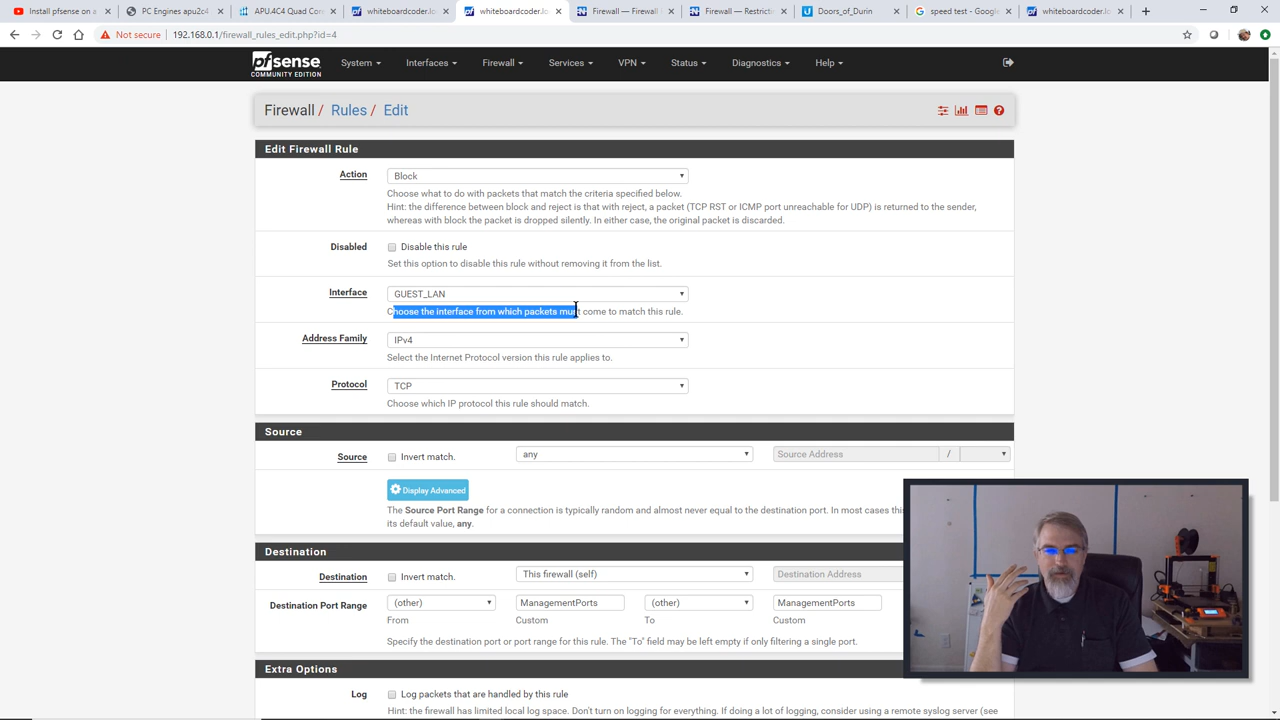 Install pfsense on a
PC Engines apu2c4
APU.4C4 Quad Cor
whiteboardcoder.lo
whiteboardcoder.lo
Firewall — Firewall
Firewall — Restrictin
Doors_of_Durin
speed test - Google
whiteboardcoder.lo
Not secure
192.168.0.1/firewall_rules_edit.php?id=4
pfsense
COMMUNITY EDITION
System
Interfaces
Firewall
Services
VPN
Status
Diagnostics
Help
Firewall / Rules / Edit
Edit Firewall Rule
Action
Block
Choose what to do with packets that match the criteria specified below.
Hint: the difference between block and reject is that with reject, a packet (TCP RST or ICMP port unreachable for UDP) is returned to the sender,
whereas with block the packet is dropped silently. In either case, the original packet is discarded.
Disabled
Disable this rule
Set this option to disable this rule without removing it from the list.
Interface
GUEST_LAN
Choose the interface from which packets must come to match this rule.
Address Family
IPv4
Select the Internet Protocol version this rule applies to.
Protocol
TCP
Choose which IP protocol this rule should match.
Source
Source
Invert match.
any
Source Address
/
Display Advanced
The Source Port Range for a connection is typically random and almost never equal to the destination port. In most cases this
its default value, any.
Destination
Destination
Invert match.
This firewall (self)
Destination Address
Destination Port Range
(other)
ManagementPorts
(other)
ManagementPorts
From
Custom
To
Custom
Specify the destination port or port range for this rule. The "To" field may be left empty if only filtering a single port.
Extra Options
Log
Log packets that are handled by this rule
Hint: the firewall has limited local log space. Don't turn on logging for everything. If doing a lot of logging, consider using a remote syslog server (see